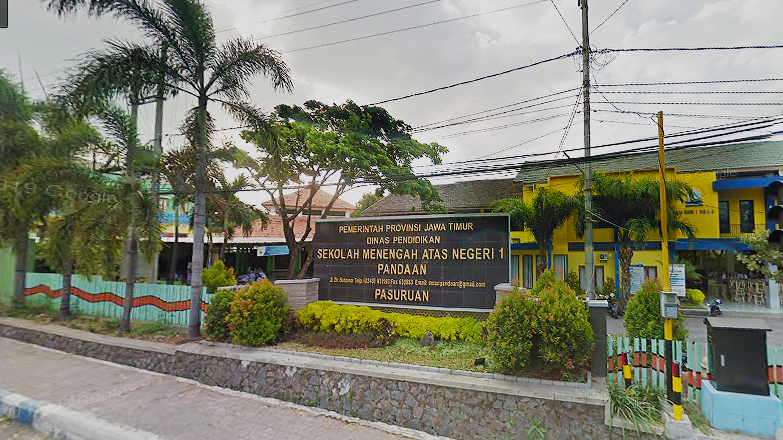 PEMERINTAH PROVINSI JAWA TIMUR
DINAS PENDIDIKAN
SEKOLAH MENENGAH ATAS NEGERI 1
PANDAAN
PASURUAN